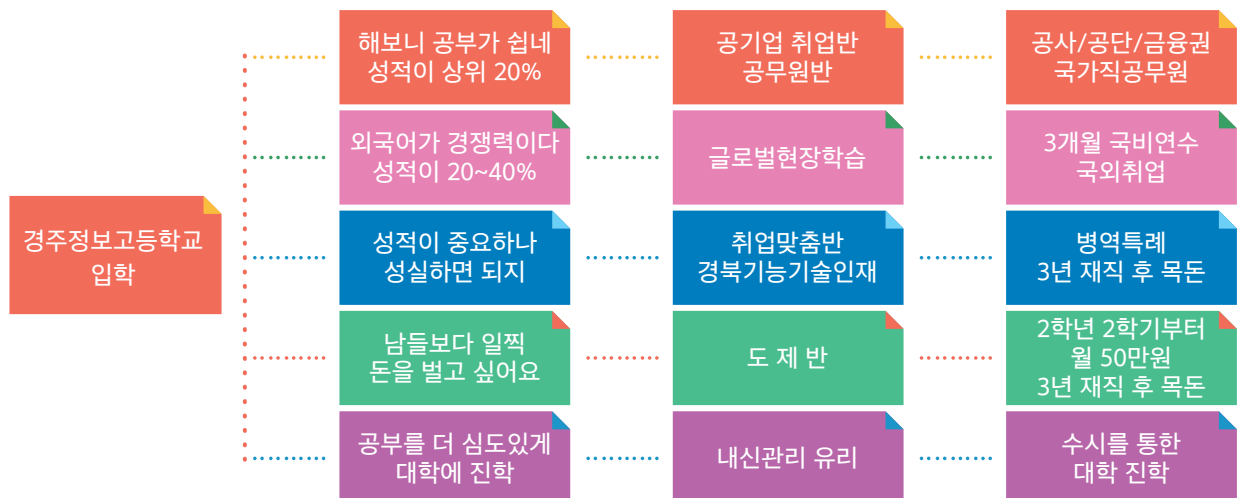 해보니 공부가 쉽네
성적이 상위 20%
공기업 취업반
공무원반
공사/공단/금융권
국가직공무원
외국어가 경쟁력이다
성적이 20~40%
글로벌현장학습
3개월 국비연수
국외취업
경주정보고등학교
입학
성적이 중요하나
성실하면 되지
취업맞춤반
경북기능기술인재
병역특례
3년 재직 후 목돈
남들보다 일찍
돈을 벌고 싶어요
도 제 반
2학년 2학기부터
월 50만원
3년 재직 후 목돈
공부를 더 심도있게
대학에 진학
내신관리 유리
수시를 통한
대학 진학